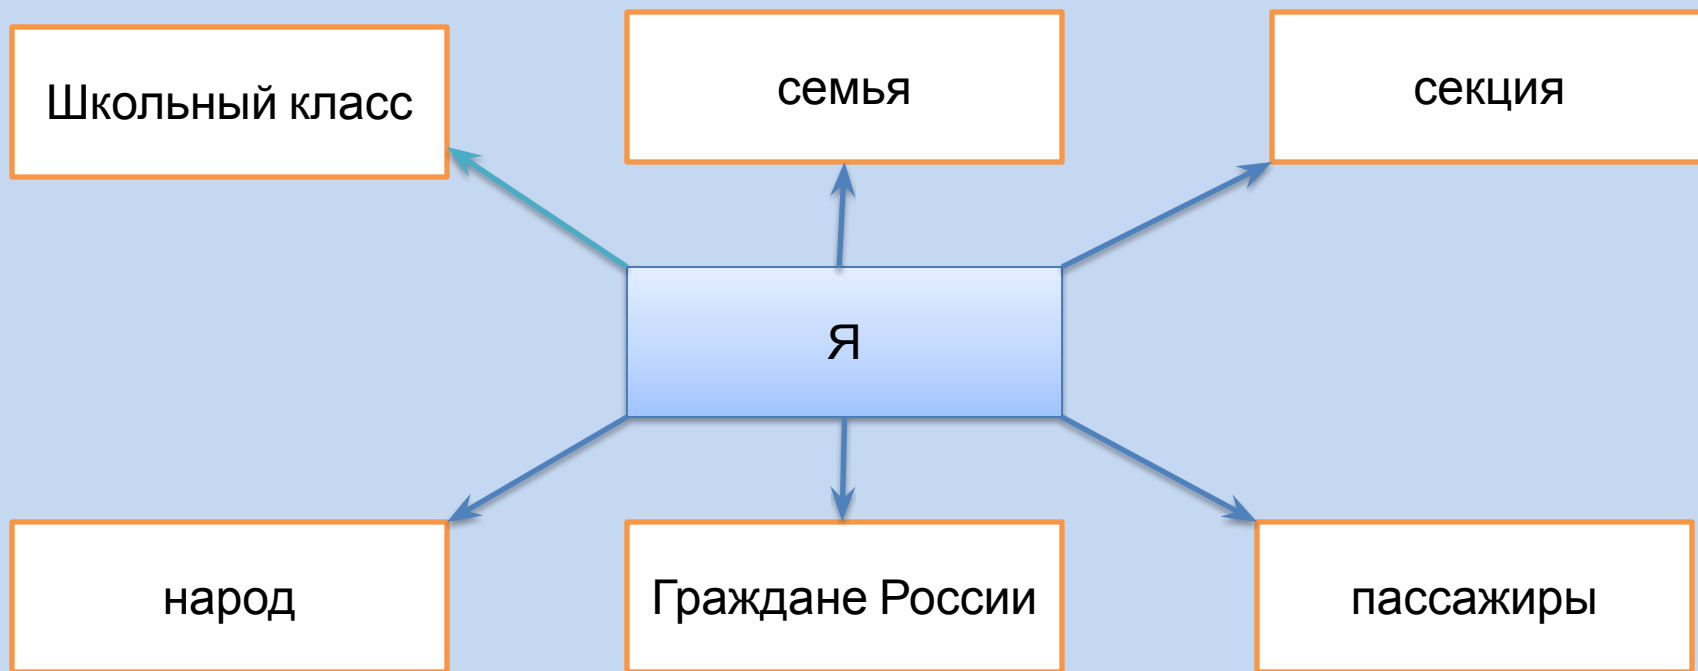 Школьный класс
семья
секция
Я
народ
Граждане России
пассажиры